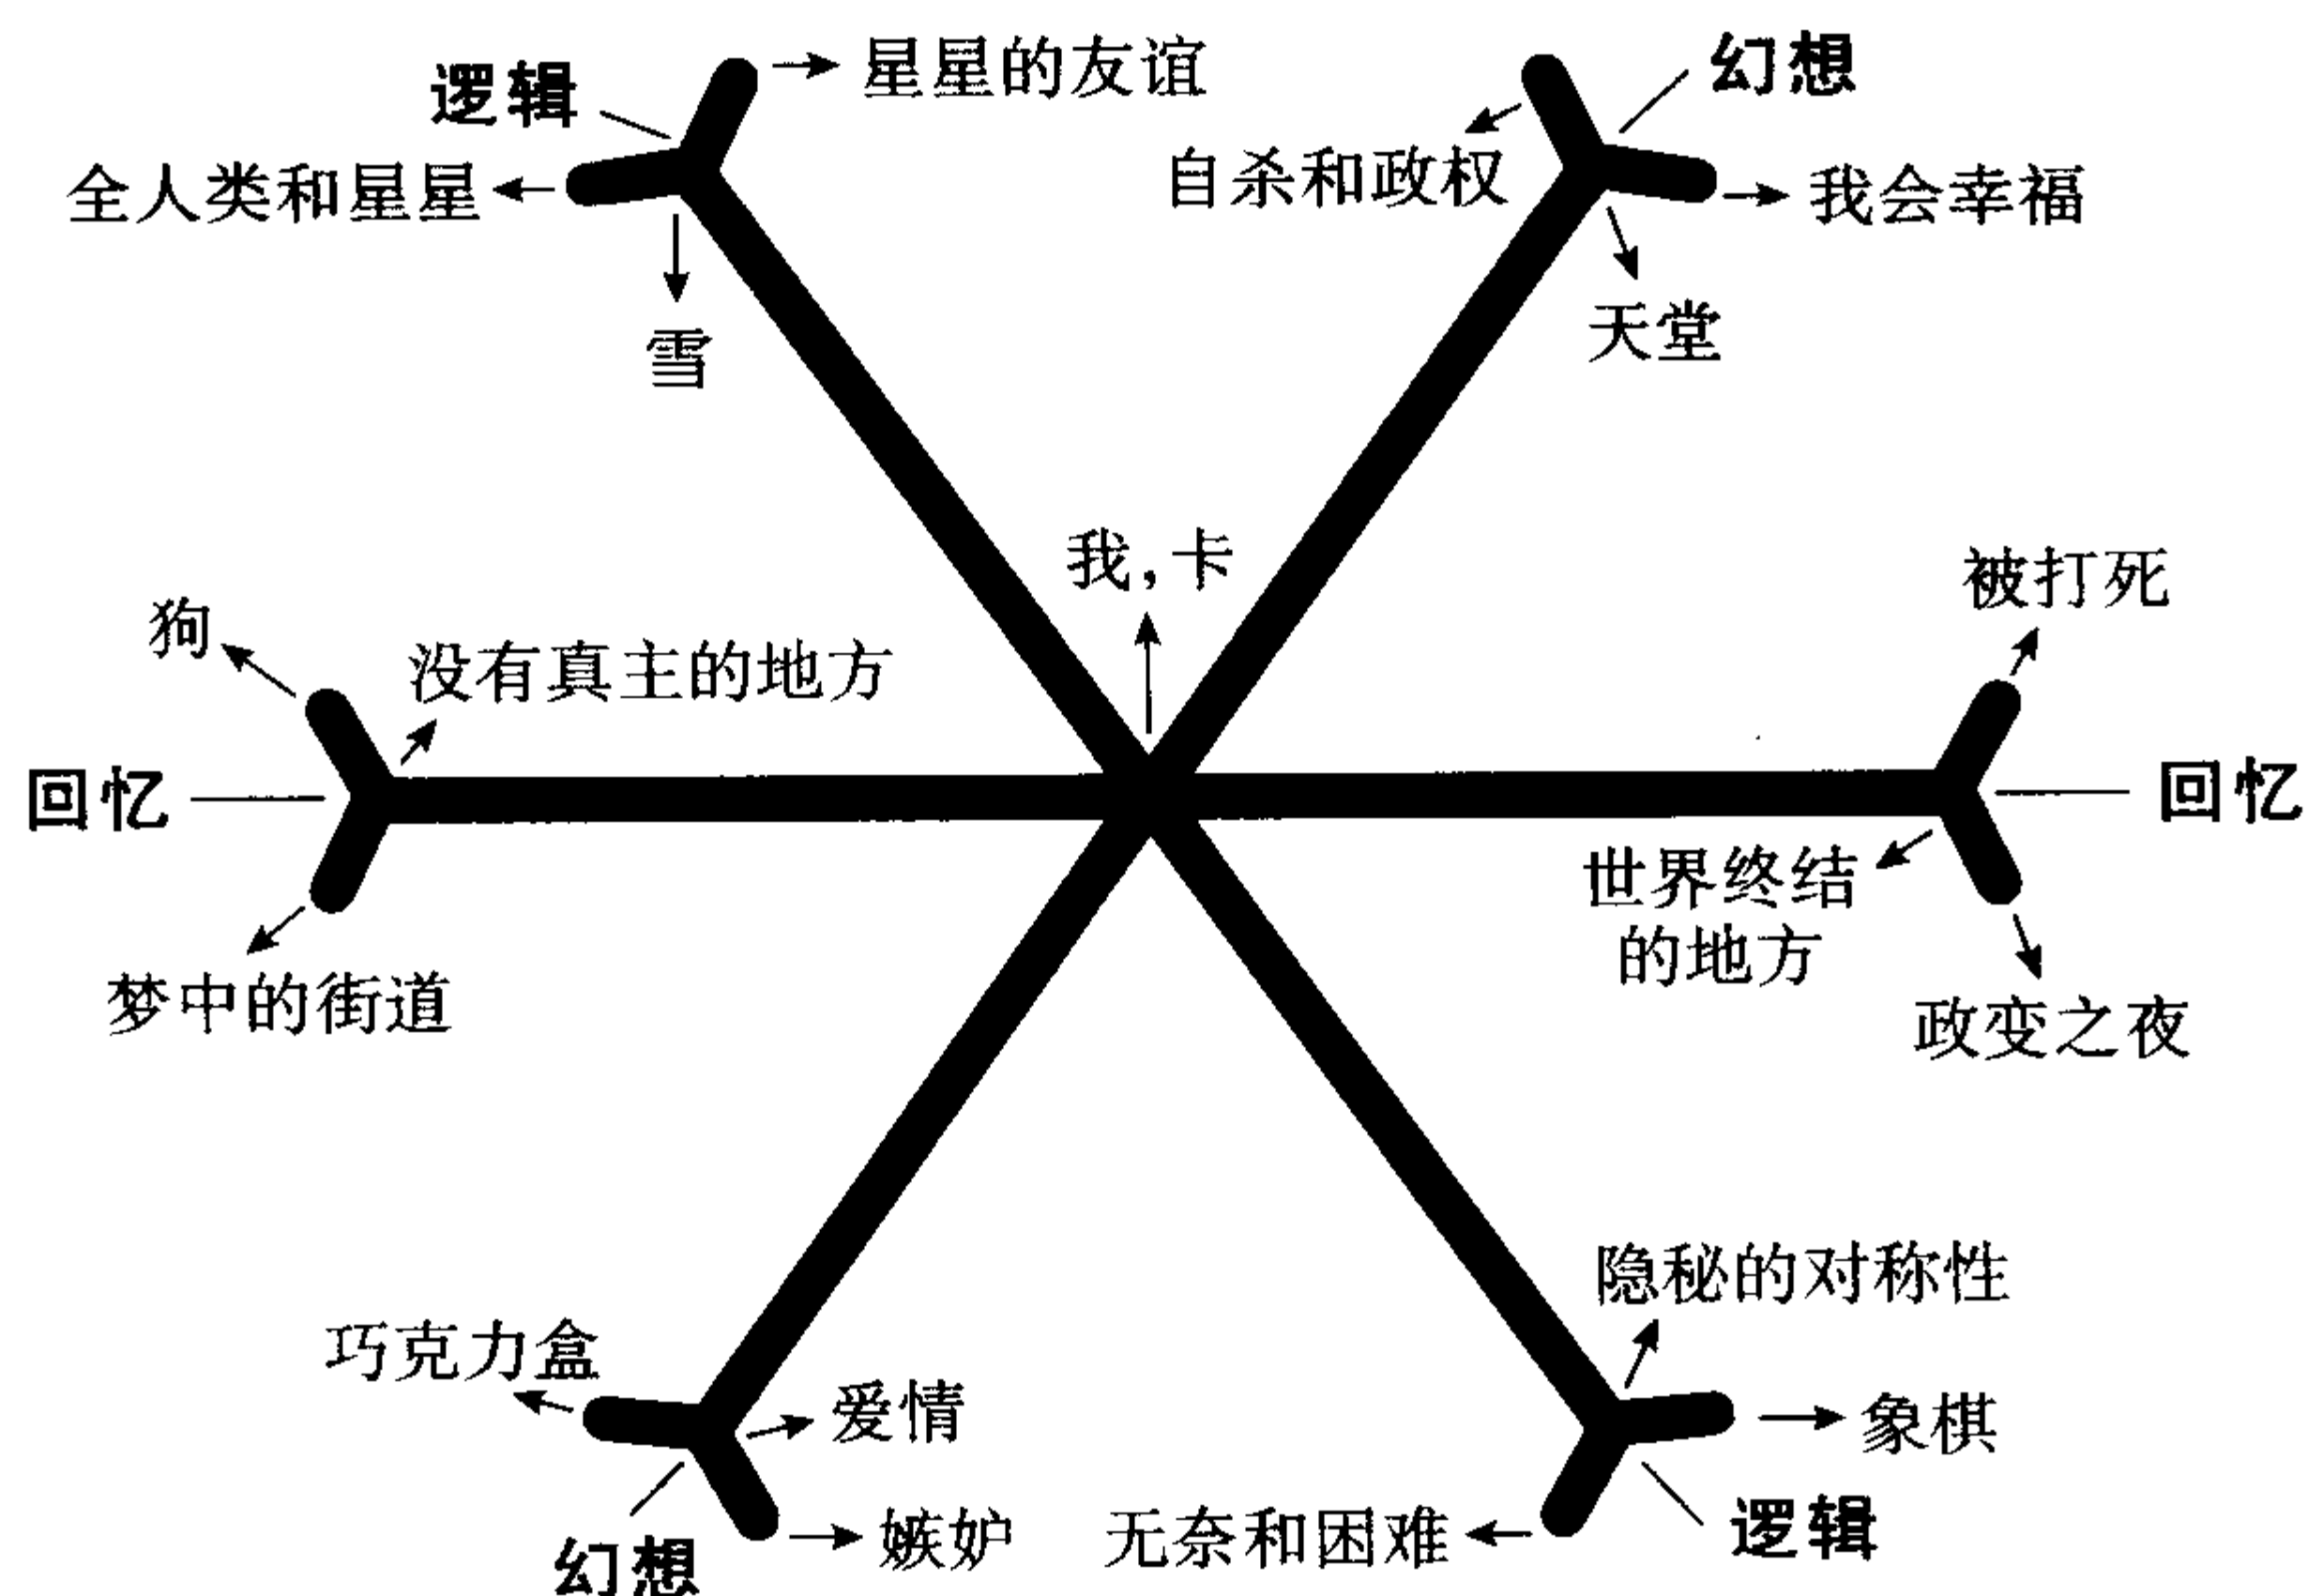 星星的友谊
幻想
逻辑
自杀和政权
全人类和星星
我会幸福
雪
天堂
我,卡
被打死
狗
没有真主的地方
回忆
回忆
世界终结
的地方
梦中的街道
政变之夜
隐秘的对称性
巧克力盒
爱情
象棋
嫉妒
无奈和困难
逻辑
幻想